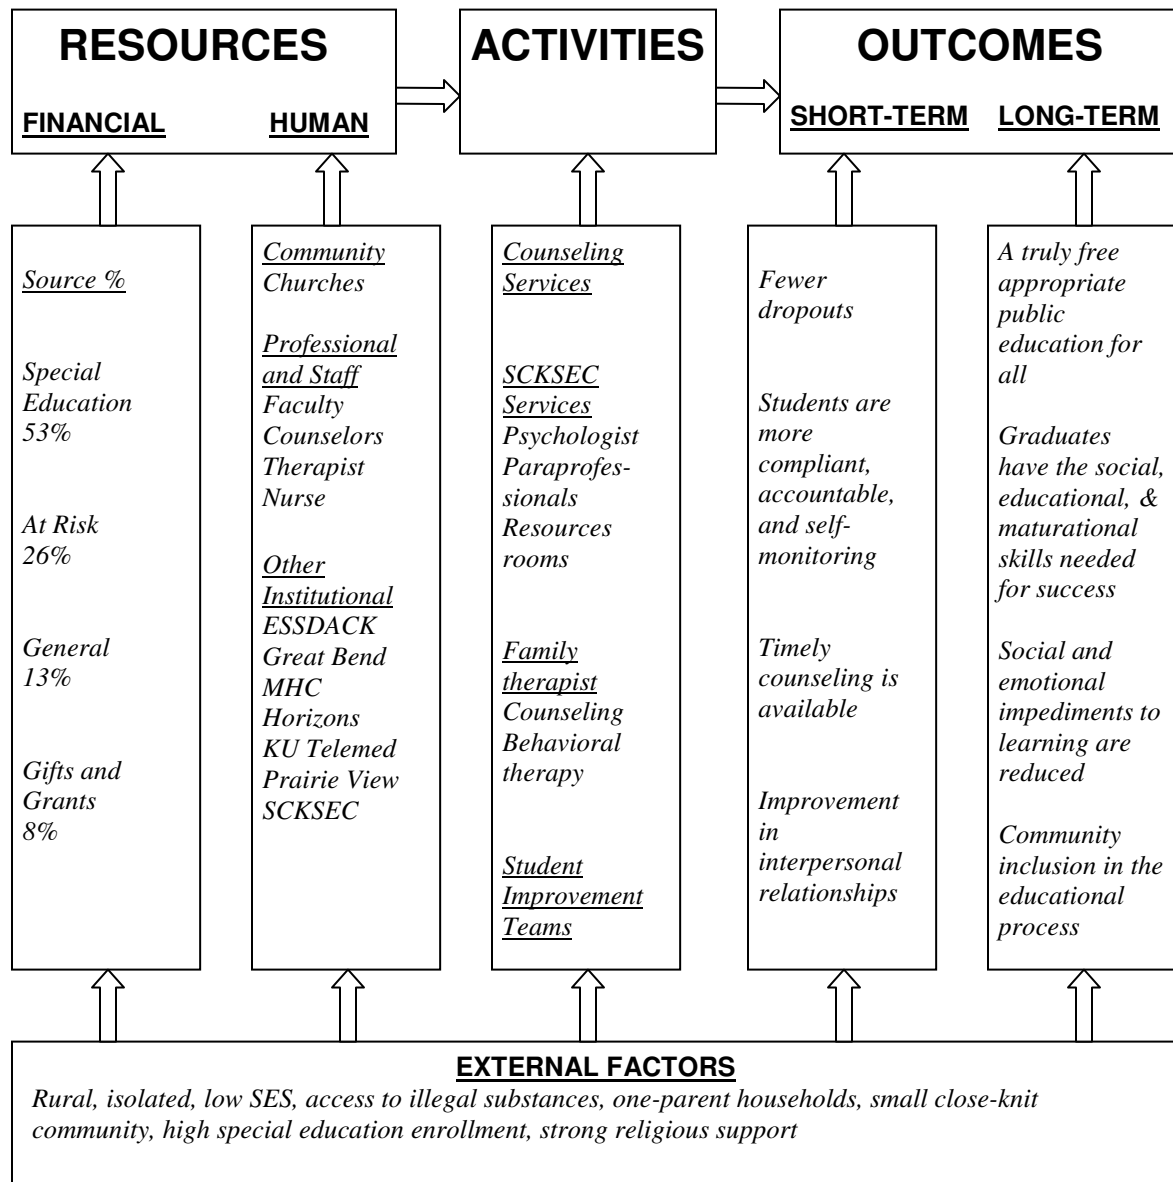 RESOURCES
FINANCIAL
HUMAN
ACTIVITIES
OUTCOMES
SHORT-TERM
LONG-TERM
Source %
Special
Education
53%
At Risk
26%
General
13%
Gifts and
Grants
8%
Community
Churches
Professional
and Staff
Faculty
Counselors
Therapist
Nurse
Other
Institutional
ESSDACK
Great Bend
MHC
Horizons
KU Telemed
Prairie View
SCKSEC
Counseling
Services
SCKSEC
Services
Psychologist
Paraprofes-
sionals
Resources
rooms
Family
therapist
Counseling
Behavioral
therapy
Student
Improvement
Teams
Fewer
dropouts
Students are
more
compliant,
accountable,
and self-
monitoring
Timely
counseling is
available
Improvement
in
interpersonal
relationships
A truly free
appropriate
public
education for
all
Graduates
have the social,
educational, &
maturational
skills needed
for success
Social and
emotional
impediments to
learning are
reduced
Community
inclusion in the
educational
process
EXTERNAL FACTORS
Rural, isolated, low SES, access to illegal substances, one-parent households, small close-knit
community, high special education enrollment, strong religious support